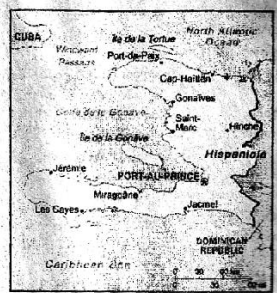 North Atlantic
Île de la Tortue
Ocean
CUBA
Windward
Port-de-Paix
Passage
Cap-Haïtien
Gonaïves
Golfe de la Gonave
Saint-
Marc
Hinche
Île de la Gonâve
Hispaniola
Jérémie
PORT-AU-PRINCE
Miragoâne
Les Cayes
Jacmel
DOMINICAN
REPUBLIC
Caribbean Sea
0